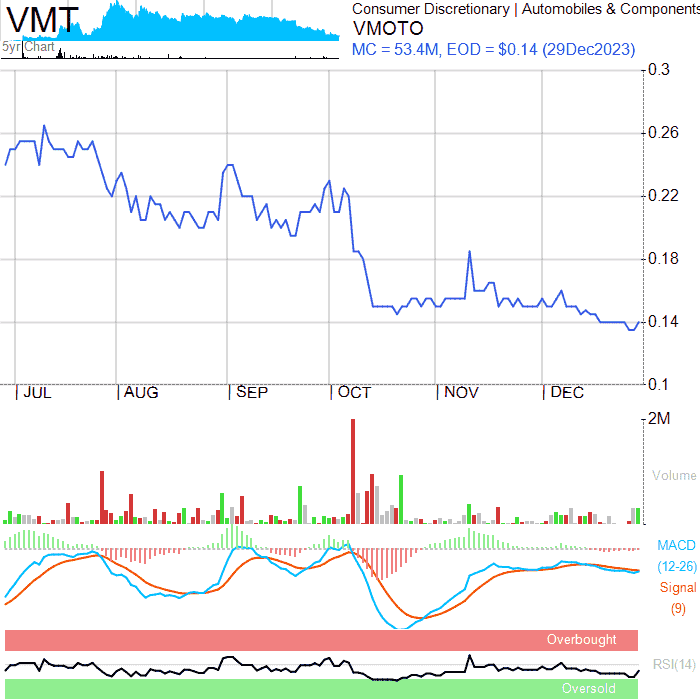 VMT
5yr Chart
Consumer Discretionary | Automobiles & Components
VMOTO
MC = 53.4M, EOD = $0.14 (29Dec2023)
0.3
0.26
0.22
0.18
0.14
0.1
JUL
AUG
SEP
OCT
NOV
DEC
2M
Volume
MACD
(12-26)
Signal
(9)
Overbought
RSI(14)
Oversold